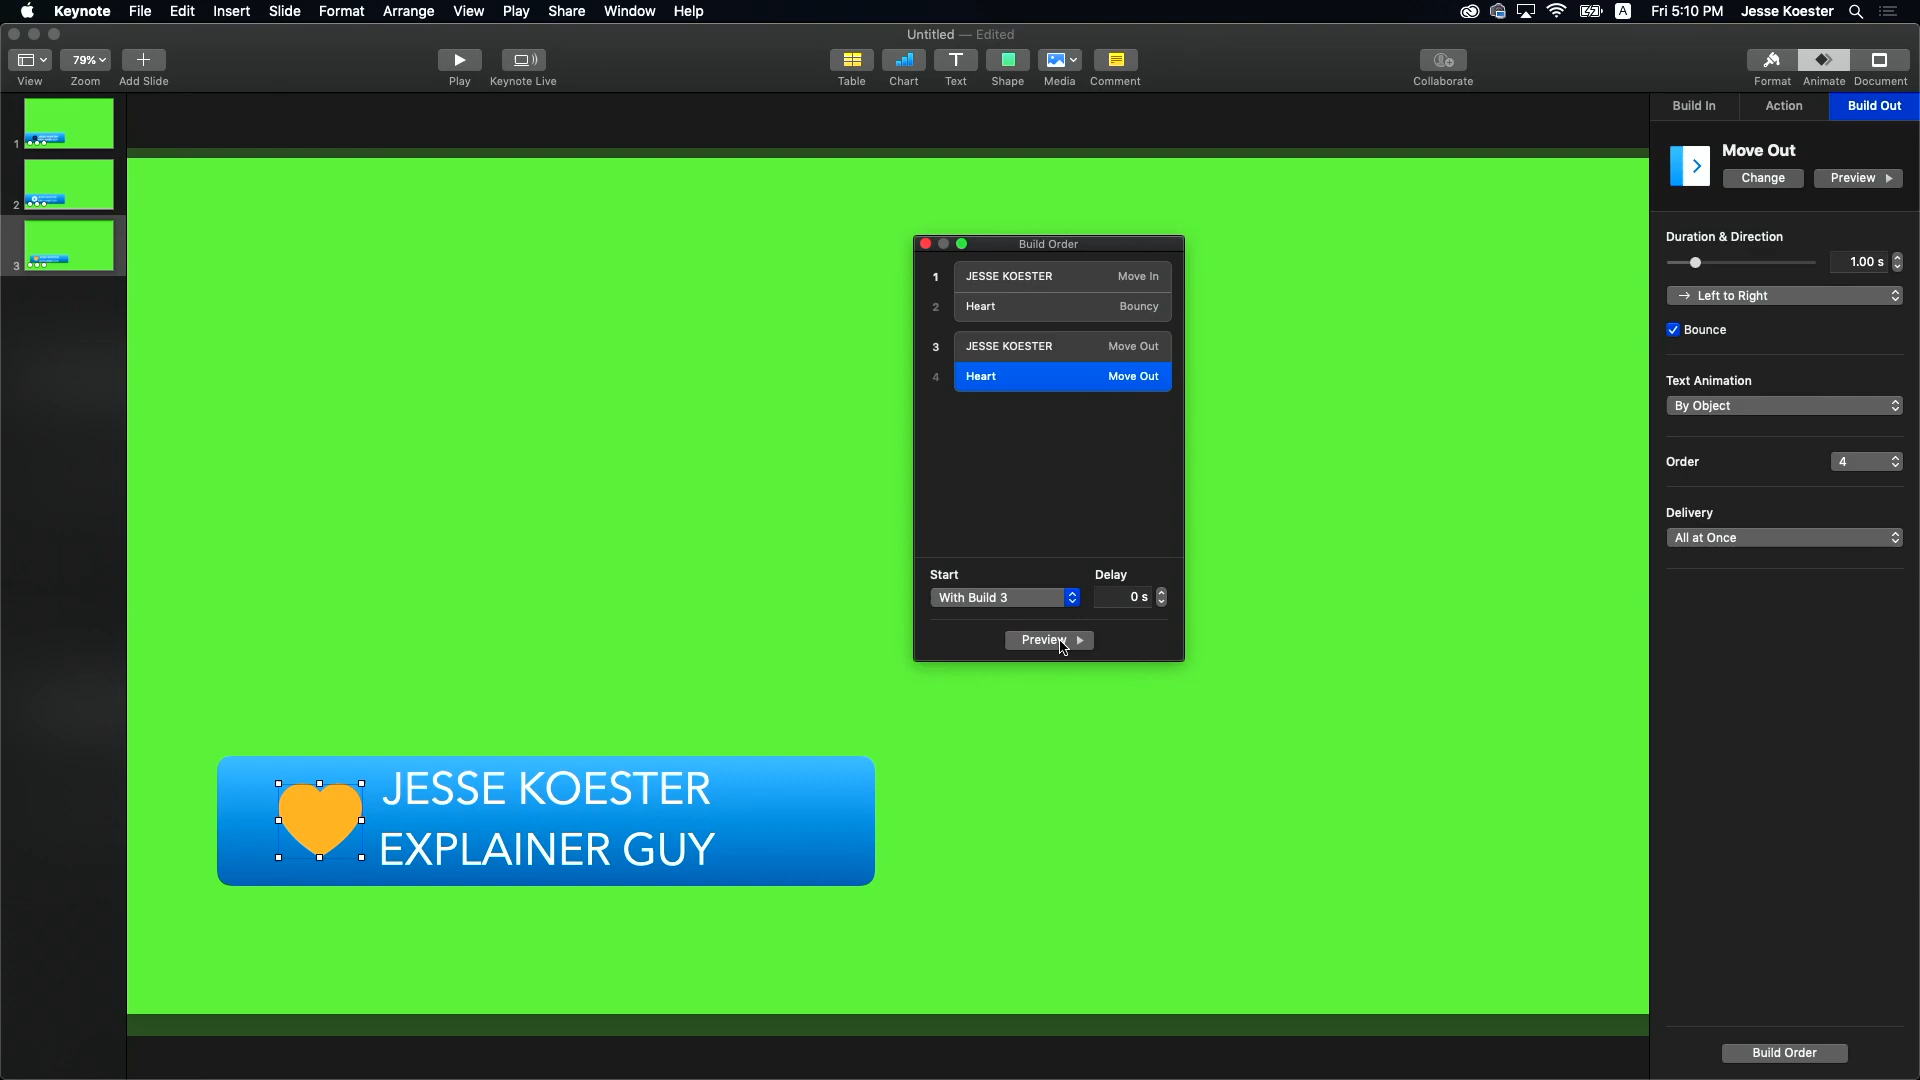 Keynote File Edit Insert Slide Format Arrange View Play Share Window Help
A Fri 5:10 PM Jesse Koester
Untitled — Edited
79%
View Zoom Add Slide Play Keynote Live Table Chart Text Shape Media Comment Collaborate Format Animate Document
Build In Action Build Out
1
2
3
Move Out
Change Preview
Duration & Direction
1.00 s
Left to Right
Bounce
Text Animation
By Object
Order 4
Delivery
All at Once
Build Order
Build Order
1 JESSE KOESTER Move In
2 Heart Bouncy
3 JESSE KOESTER Move Out
4 Heart Move Out
Start Delay
With Build 3 0 s
Preview
JESSE KOESTER
EXPLAINER GUY